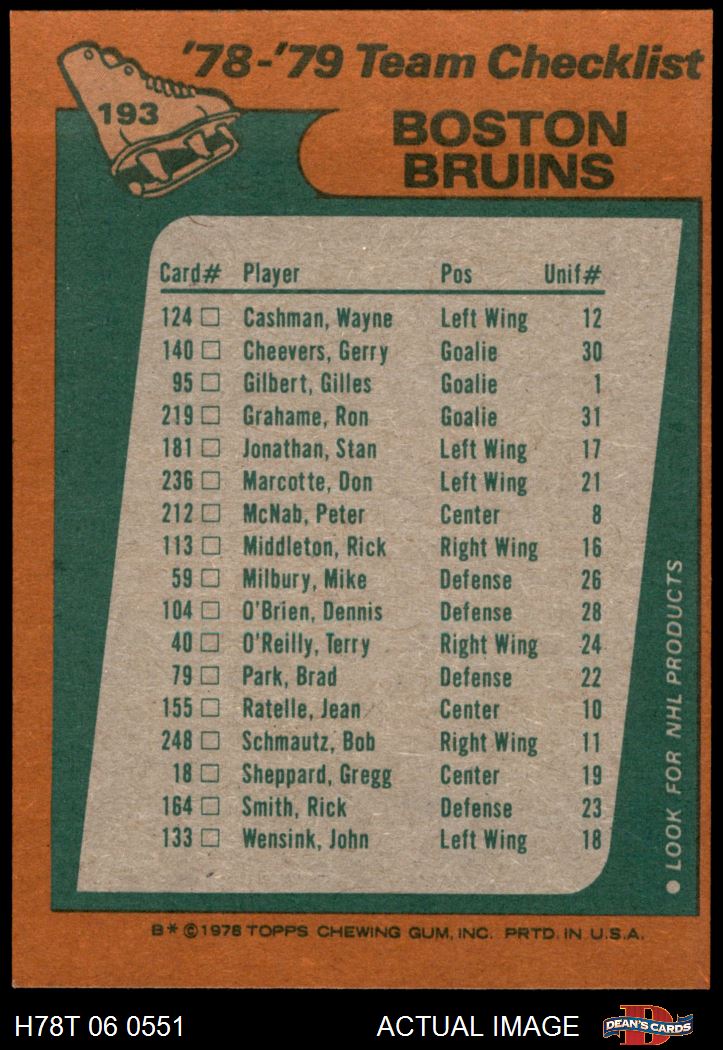 '78-'79 Team Checklist
193
BOSTON
BRUINS
Card# Player Pos Unif#
124 □ Cashman, Wayne Left Wing 12
140 □ Cheevers, Gerry Goalie 30
95 □ Gilbert, Gilles Goalie 1
219 □ Grahame, Ron Goalie 31
181 □ Jonathan, Stan Left Wing 17
236 □ Marcotte, Don Left Wing 21
212 □ McNab, Peter Center 8
113 □ Middleton, Rick Right Wing 16
59 □ Milbury, Mike Defense 26
104 □ O'Brien, Dennis Defense 28
40 □ O'Reilly, Terry Right Wing 24
79 □ Park, Brad Defense 22
155 □ Ratelle, Jean Center 10
248 □ Schmautz, Bob Right Wing 11
18 □ Sheppard, Gregg Center 19
164 □ Smith, Rick Defense 23
133 □ Wensink, John Left Wing 18
● LOOK FOR NHL PRODUCTS
B* ©1978 TOPPS CHEWING GUM, INC. PRTD. IN U.S.A.
H78T 06 0551 ACTUAL IMAGE
D
DEAN'S CARDS